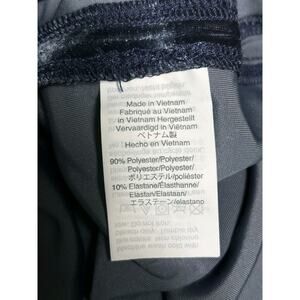 Made in Vietnam
Fabriqué au Vietnam
in Vietnam Hergestellt
Vervaardigd in Viëtnam
ベトナム製
Hecho en Vietnam
90% Polyester/Polyester/
Polyester/Polyester/
ポリエステル/poliéster
10% Elastane/Élasthanne/
Elastan/Elastaan/
エラステーン/elastano